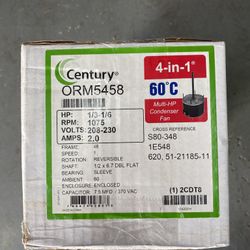 Century®
ORM5458
HP: 1/3-1/6
RPM: 1075
VOLTS: 208-230
AMPS: 2.0
FRAME: 48
SPEED: 1
ROTATION: REVERSIBLE
SHAFT: 1/2 x 6.7 DBL FLAT
BEARING: SLEEVE
AMBIENT: 60
ENCLOSURE: ENCLOSED
CAPACITOR: 7.5 MFD / 370 VAC
4-in-1®
60°C
Multi-HP
Condenser
Fan
CROSS REFERENCE
S80-348
1E548
620, 51-21185-11
(1) 2CDT8